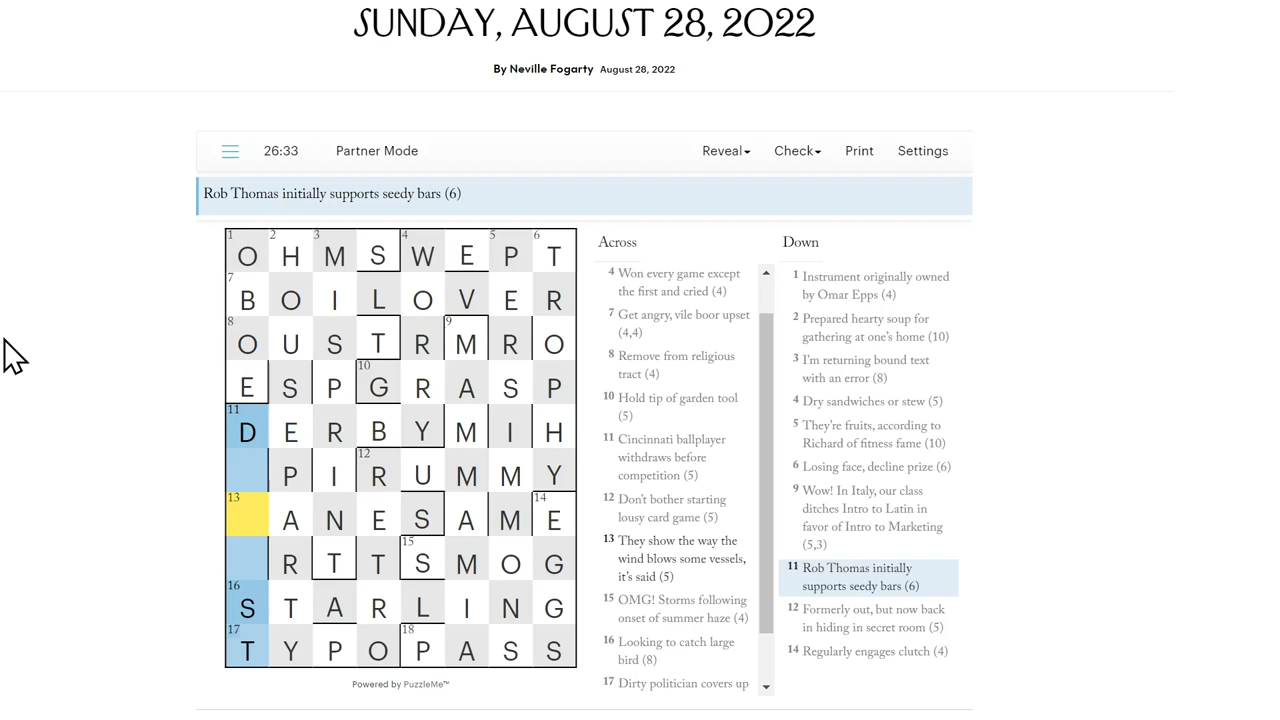 SUNDAY, AUGUST 28, 2022
By Neville Fogarty August 28, 2022
26:33 Partner Mode Reveal Check Print Settings
Rob Thomas initially supports seedy bars (6)
1 2 3 4 5 6
O H M S W E P T
7
B O I L O V E R
8 9
O U S T R M R O
10
E S P G R A S P
11
D E R B Y M I H
12
P I R U M M Y
13 14
A N E S A M E
15
R T T S M O G
16
S T A R L I N G
17 18
T Y P O P A S S
Powered by PuzzleMe™
Across
4 Won every game except
the first and cried (4)
7 Get angry, vile boor upset
(4,4)
8 Remove from religious
tract (4)
10 Hold tip of garden tool
(5)
11 Cincinnati ballplayer
withdraws before
competition (5)
12 Don't bother starting
lousy card game (5)
13 They show the way the
wind blows some vessels,
it's said (5)
15 OMG! Storms following
onset of summer haze (4)
16 Looking to catch large
bird (8)
17 Dirty politician covers up
Down
1 Instrument originally owned
by Omar Epps (4)
2 Prepared hearty soup for
gathering at one's home (10)
3 I'm returning bound text
with an error (8)
4 Dry sandwiches or stew (5)
5 They're fruits, according to
Richard of fitness fame (10)
6 Losing face, decline prize (6)
9 Wow! In Italy, our class
ditches Intro to Latin in
favor of Intro to Marketing
(5,3)
11 Rob Thomas initially
supports seedy bars (6)
12 Formerly out, but now back
in hiding in secret room (5)
14 Regularly engages clutch (4)